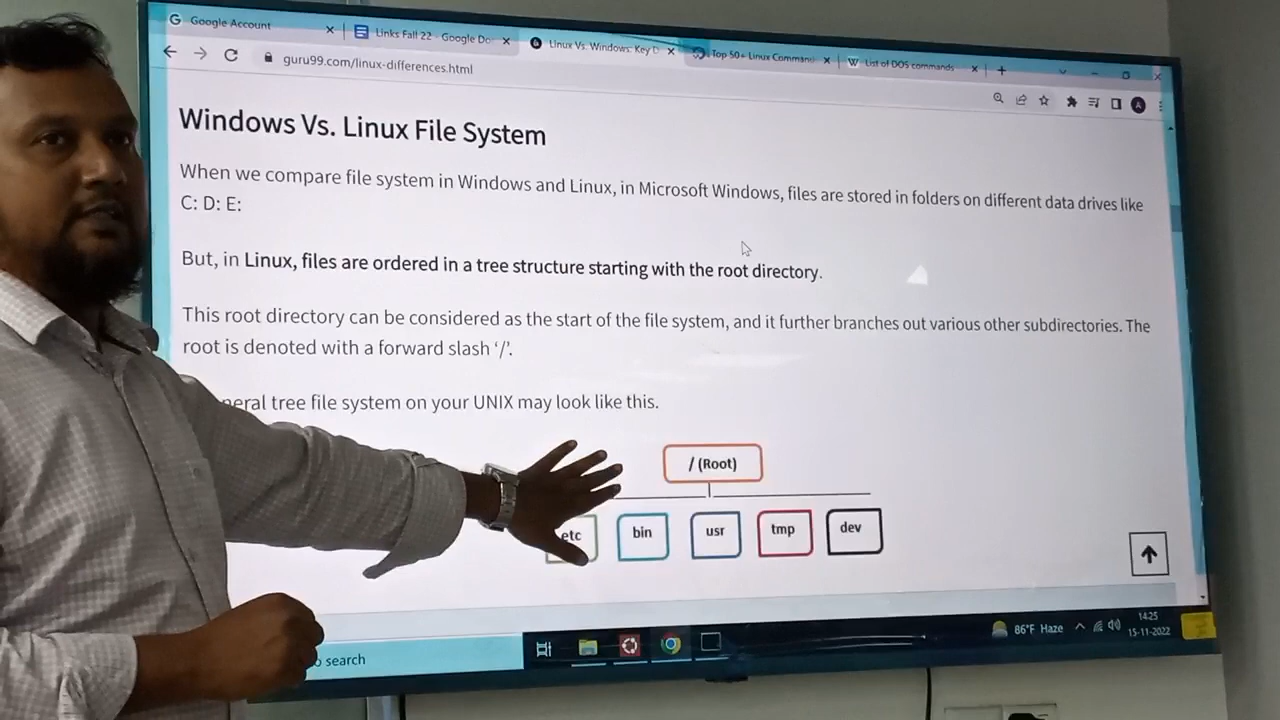 Google Account
Links Fall 22 - Google Do
Linux Vs. Windows: Key D
Top 50+ Linux Command
List of DOS commands
guru99.com/linux-differences.html
Windows Vs. Linux File System
When we compare file system in Windows and Linux, in Microsoft Windows, files are stored in folders on different data drives like
C: D: E:
But, in Linux, files are ordered in a tree structure starting with the root directory.
This root directory can be considered as the start of the file system, and it further branches out various other subdirectories. The
root is denoted with a forward slash ‘/’.
neral tree file system on your UNIX may look like this.
/ (Root)
etc bin usr tmp dev
search
86°F Haze
14:25
15-11-2022